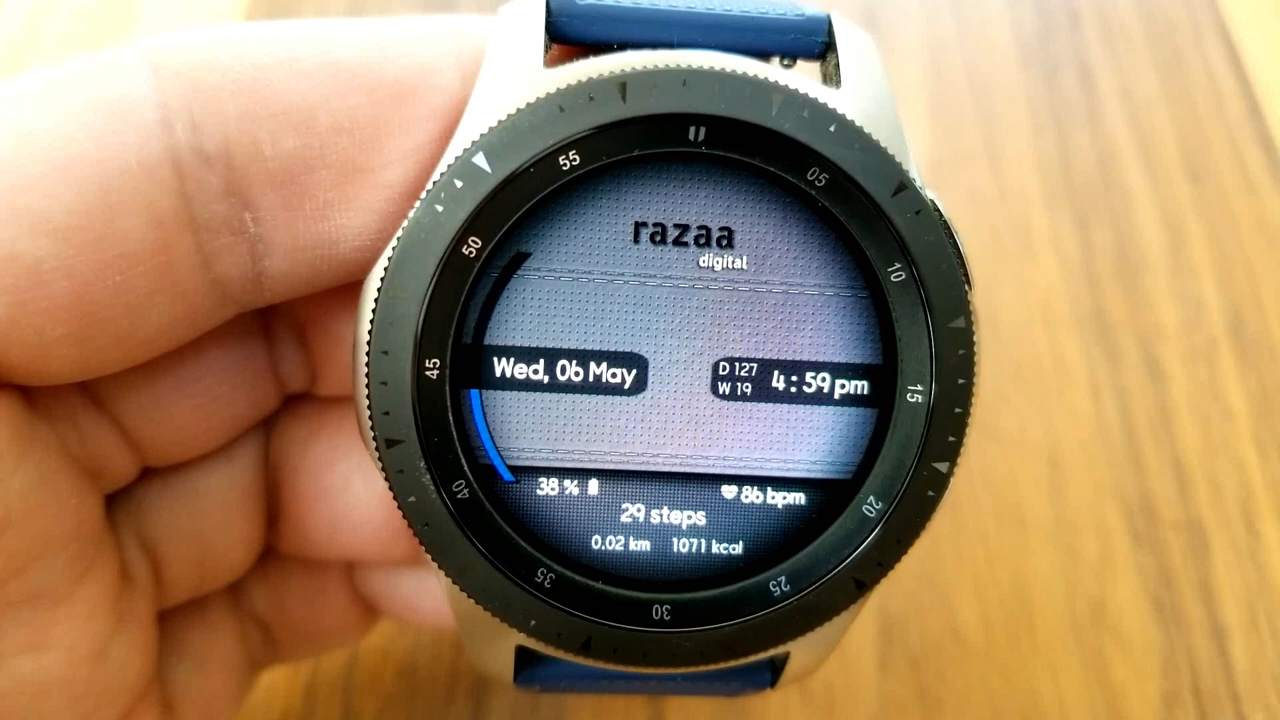 55
05
50
10
45
15
40
20
35
25
30
razaa
digital
Wed, 06 May
D 127
W 19
4:59 pm
38%
86 bpm
29 steps
0.02 km 1071 kcal